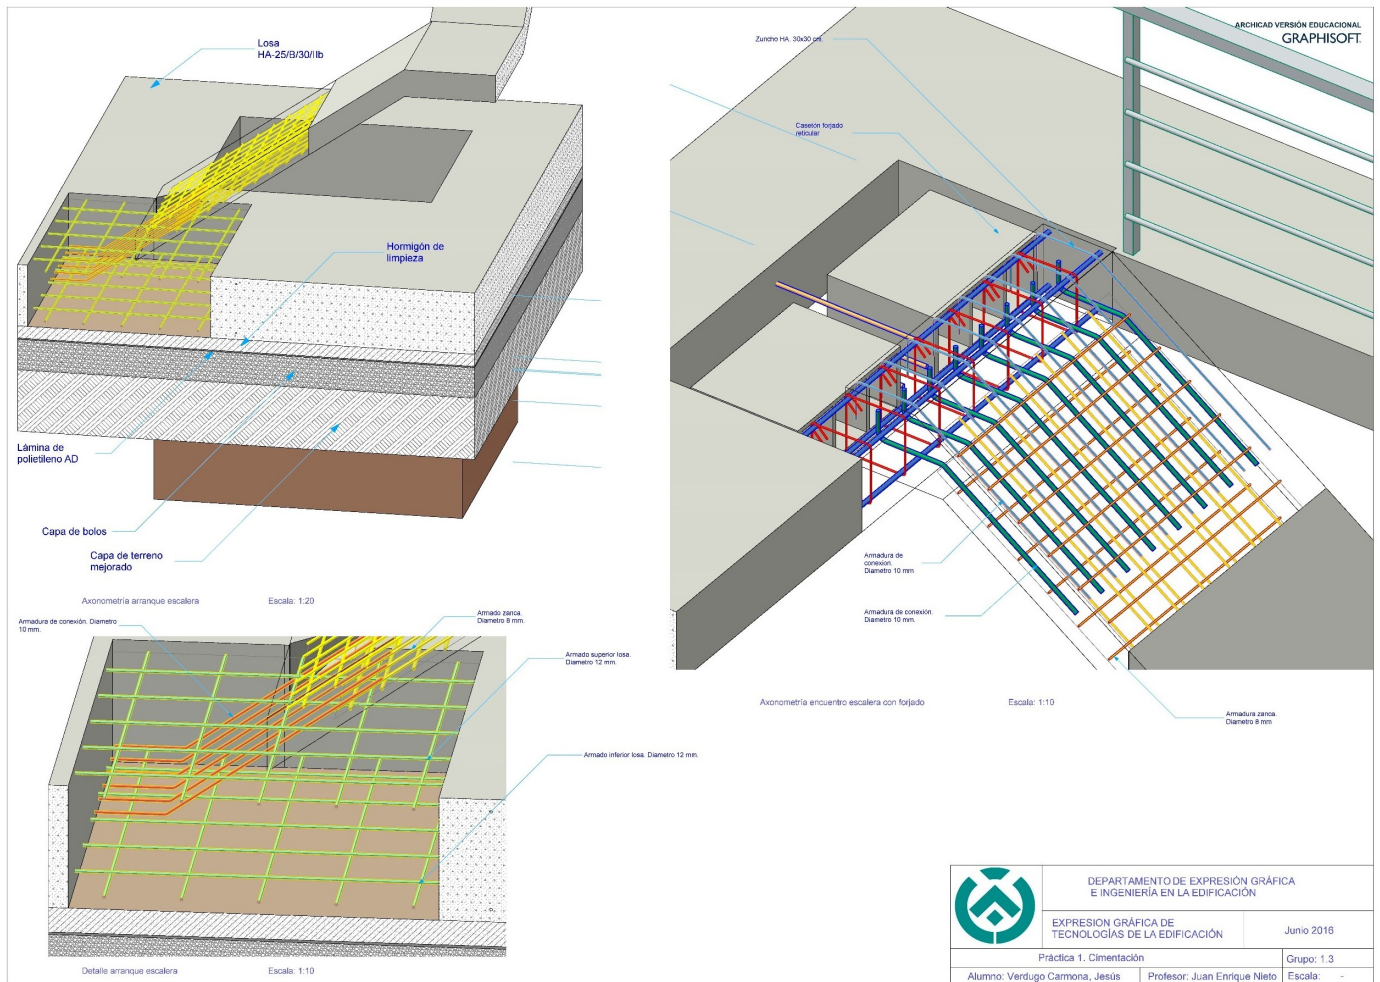 Losa
HA-25/B/30/IIb
Hormigón de
limpieza
Lámina de
polietileno AD
Capa de bolos
Capa de terreno
mejorado
Axonometría arranque escalera
Escala: 1:20
Armadura de conexión. Diametro
10 mm.
Armado zanca.
Diametro 8 mm.
Armado superior losa.
Diametro 12 mm.
Armado inferior losa. Diametro 12 mm.
Detalle arranque escalera
Escala: 1:10
ARCHICAD VERSIÓN EDUCACIONAL
GRAPHISOFT.
Zuncho HA. 30x30 cm.
Casetón forjado
reticular
Armadura de
conexion.
Diametro 10 mm
Armadura de conexión.
Diametro 10 mm.
Axonometría encuentro escalera con forjado
Escala: 1:10
Armadura zanca.
Diametro 8 mm
DEPARTAMENTO DE EXPRESIÓN GRÁFICA
E INGENIERÍA EN LA EDIFICACIÓN
EXPRESION GRÁFICA DE
TECNOLOGÍAS DE LA EDIFICACIÓN
Junio 2016
Práctica 1. Cimentación
Grupo: 1.3
Alumno: Verdugo Carmona, Jesús
Profesor: Juan Enrique Nieto
Escala: -